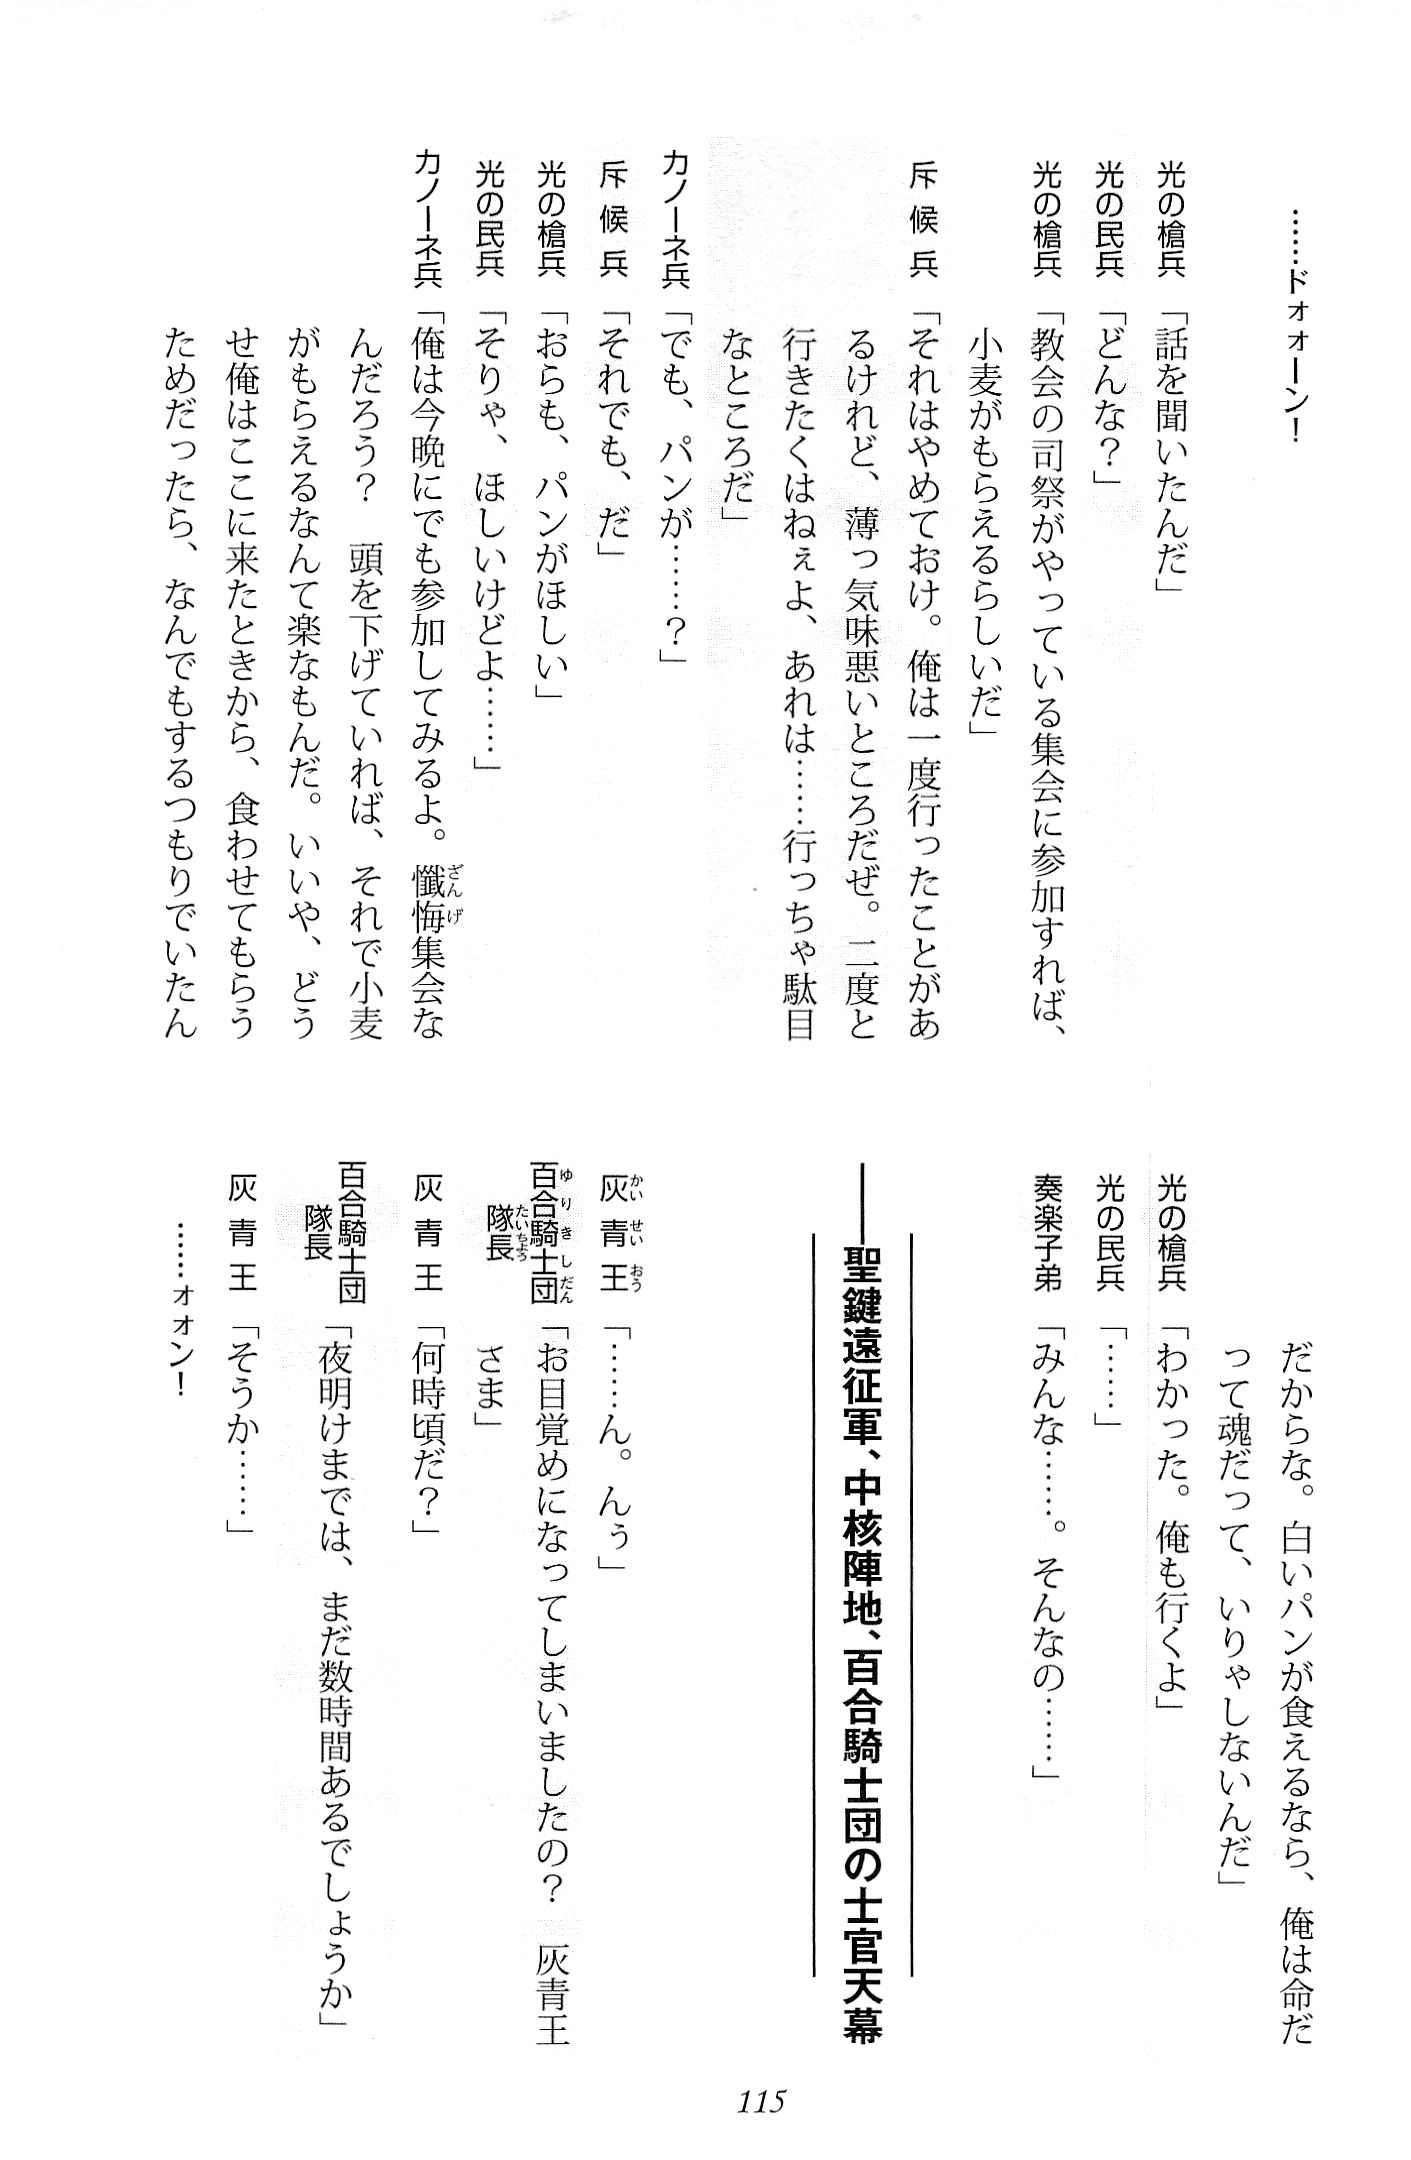 ……ドォォーン！
光の槍兵「話を聞いたんだ」
光の民兵「どんな？」
光の槍兵「教会の司祭がやっている集会に参加すれば、
小麦がもらえるらしいだ」
斥候兵「それはやめておけ。俺は一度行ったことがあ
るけれど、薄っ気味悪いところだぜ。二度と
行きたくはねぇよ、あれは……行っちゃ駄目
なところだ」
カノーネ兵「でも、パンが……？」
斥候兵「それでも、だ」
光の槍兵「おらも、パンがほしい」
光の民兵「そりゃ、ほしいけどよ……」
カノーネ兵「俺は今晩にでも参加してみるよ。懺悔集会な
んだろう？　頭を下げていれば、それで小麦
がもらえるなんて楽なもんだ。いいや、どう
せ俺はここに来たときから、食わせてもらう
ためだったら、なんでもするつもりでいたん
だからな。白いパンが食えるなら、俺は命だ
って魂だって、いりゃしないんだ」
光の槍兵「わかった。俺も行くよ」
光の民兵「……」
奏楽子弟「みんな……。そんなの……」
――聖鍵遠征軍、中核陣地、百合騎士団の士官天幕
灰青王「……ん。んぅ」
百合騎士団隊長「お目覚めになってしまいましたの？　灰青王
さま」
灰青王「何時頃だ？」
百合騎士団隊長「夜明けまでは、まだ数時間あるでしょうか」
灰青王「そうか……」
……ォォン！
115